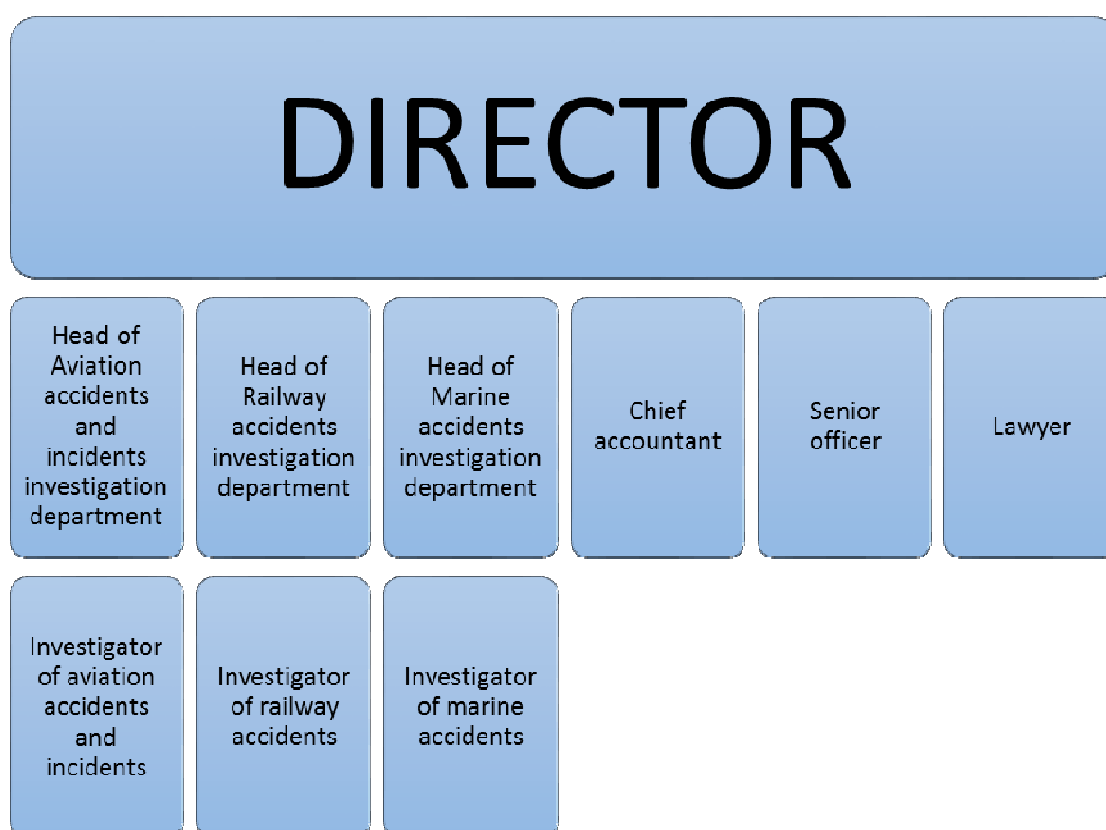 DIRECTOR
Head of
Aviation
accidents
and
incidents
investigation
department
Head of
Railway
accidents
investigation
department
Head of
Marine
accidents
investigation
department
Chief
accountant
Senior
officer
Lawyer
Investigator
of aviation
accidents
and
incidents
Investigator
of railway
accidents
Investigator
of marine
accidents